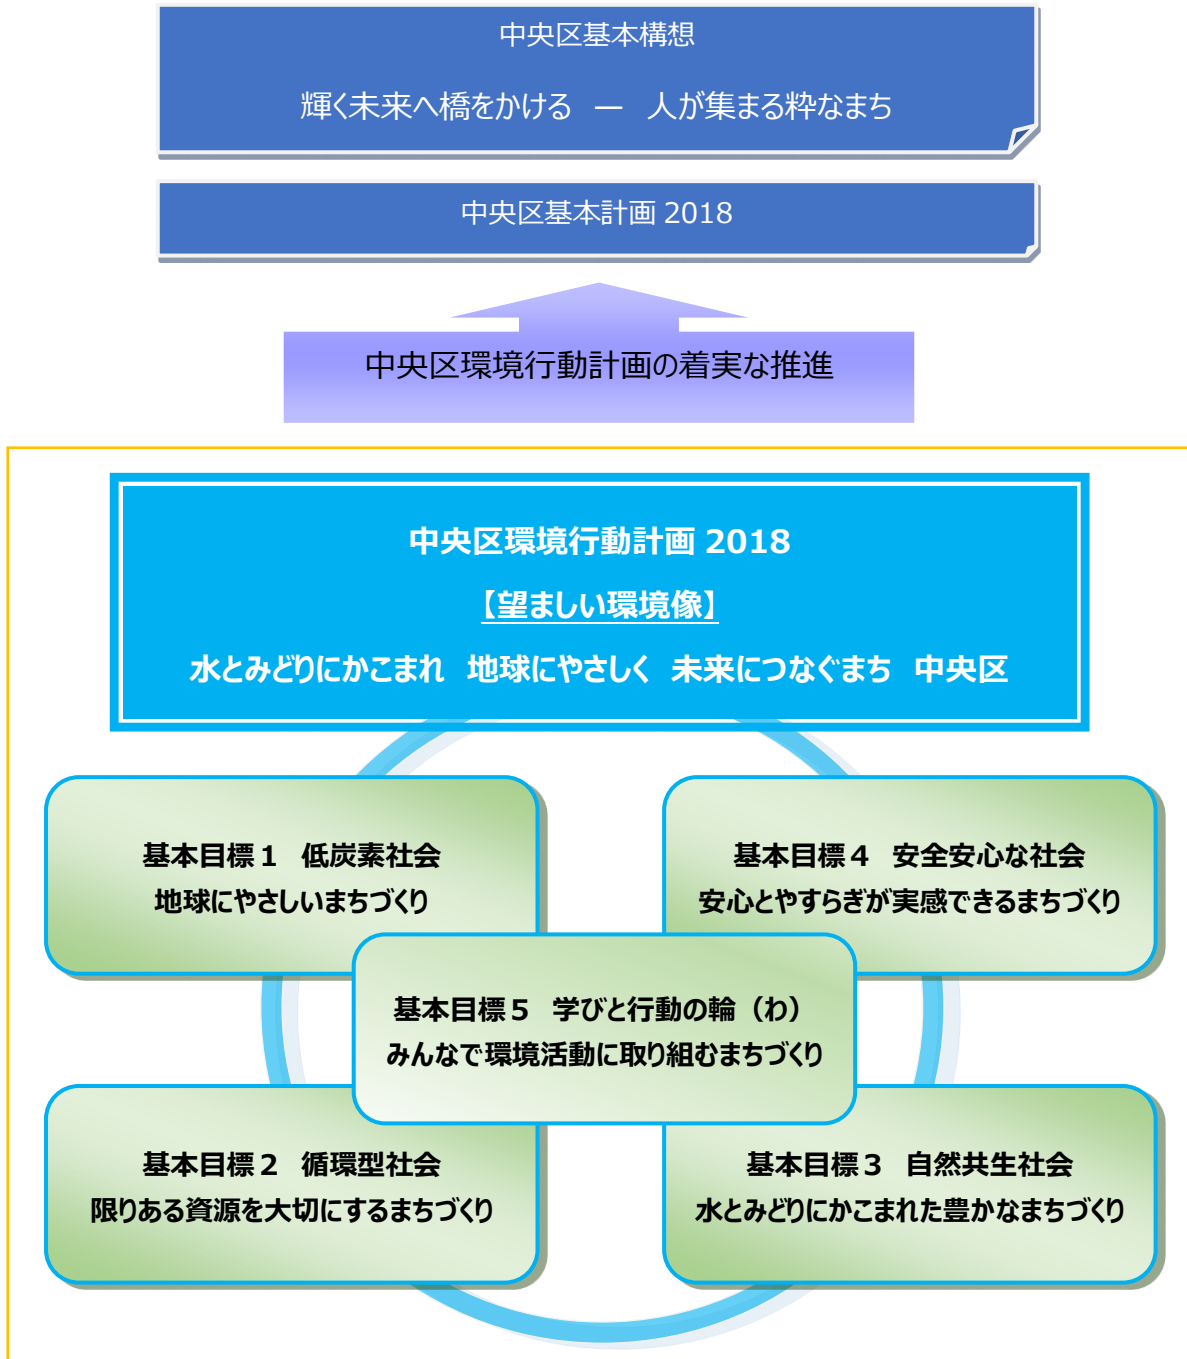 中央区基本構想
輝く未来へ橋をかける　―　人が集まる粋なまち
中央区基本計画 2018
中央区環境行動計画の着実な推進
中央区環境行動計画 2018
【望ましい環境像】
水とみどりにかこまれ　地球にやさしく　未来につなぐまち　中央区
基本目標１　低炭素社会
地球にやさしいまちづくり
基本目標４　安全安心な社会
安心とやすらぎが実感できるまちづくり
基本目標５　学びと行動の輪（わ）
みんなで環境活動に取り組むまちづくり
基本目標２　循環型社会
限りある資源を大切にするまちづくり
基本目標３　自然共生社会
水とみどりにかこまれた豊かなまちづくり